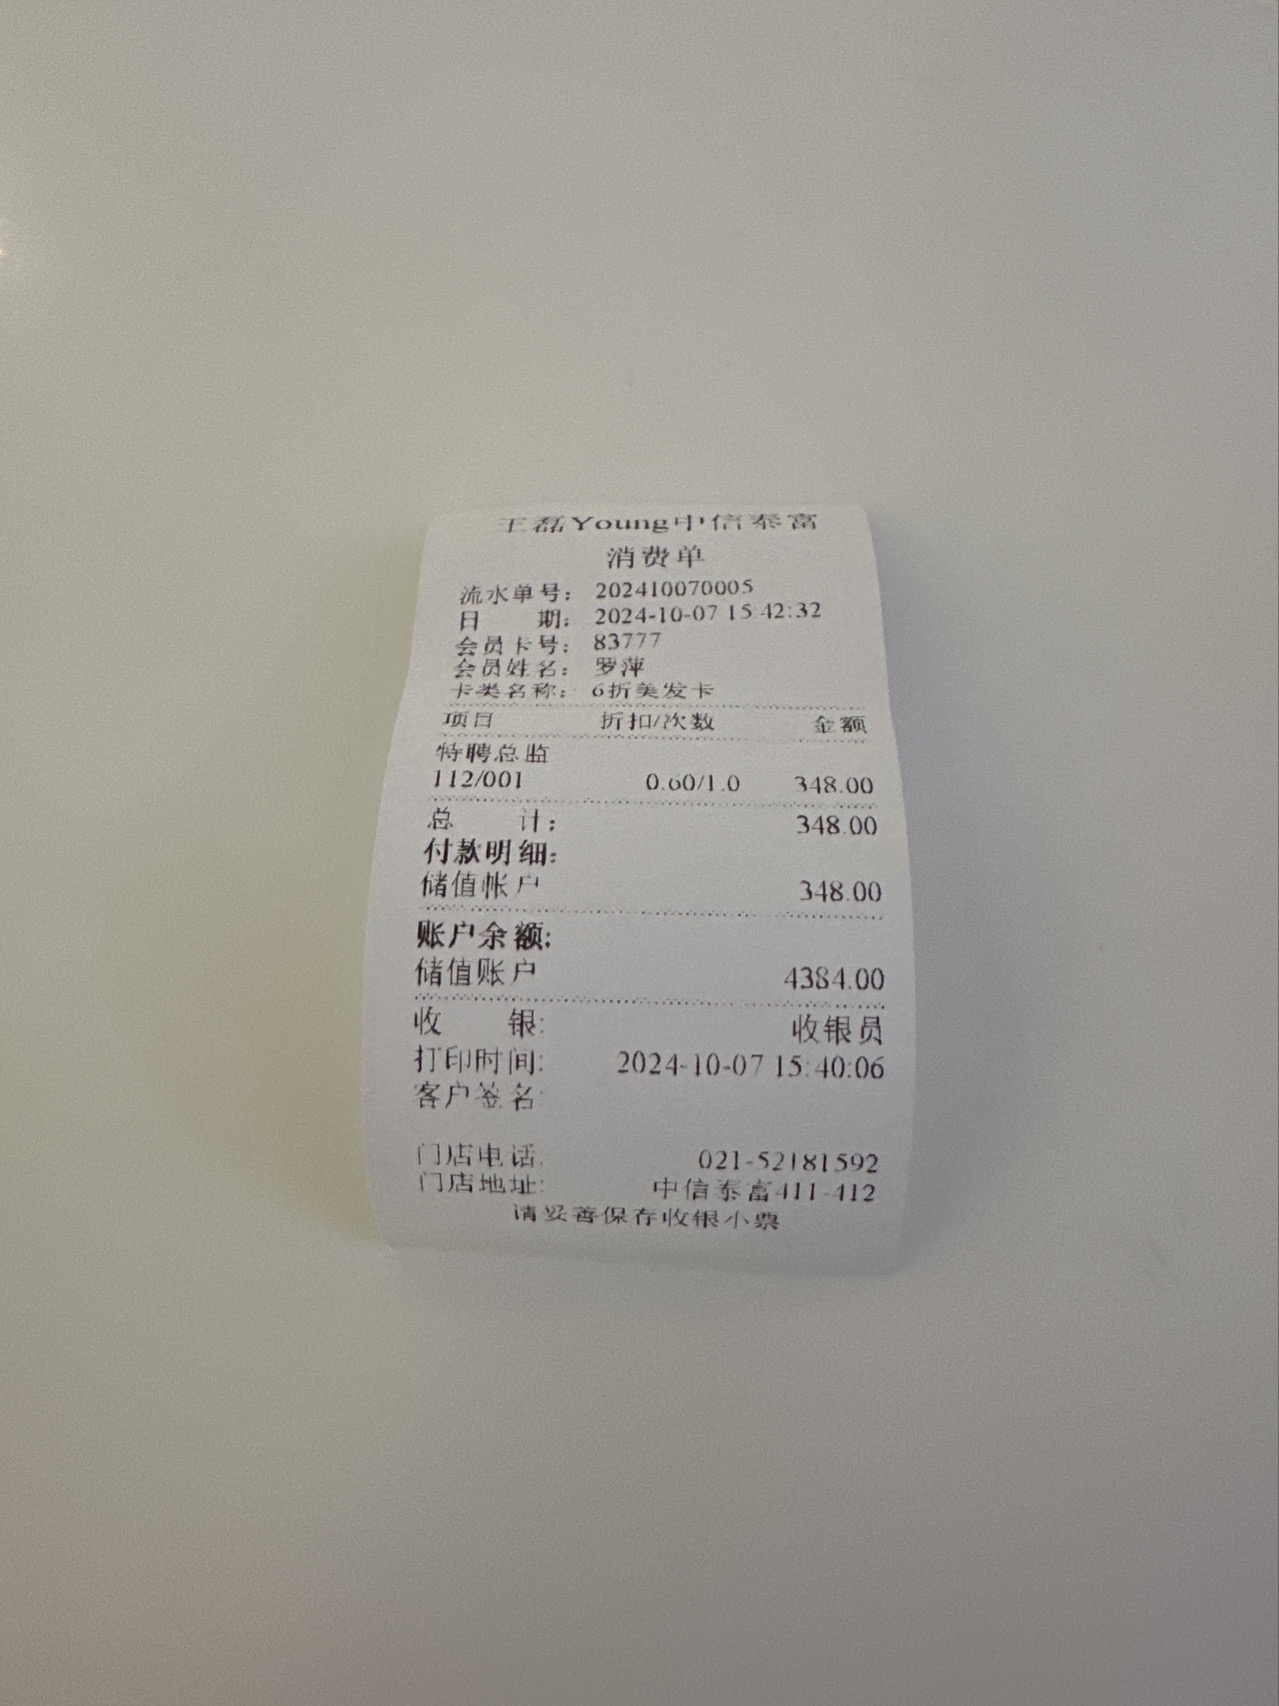 王磊Young中信泰富
消费单
流水单号： 202410070005
日 期： 2024-10-07 15:42:32
会员卡号： 83777
会员姓名： 罗萍
卡类名称： 6折美发卡
项目 折扣/次数 金额
特聘总监
112/001 0.60/1.0 348.00
总 计： 348.00
付款明细:
储值帐户 348.00
账户余额:
储值账户 4384.00
收 银: 收银员
打印时间: 2024-10-07 15:40:06
客户签名:
门店电话: 021-52181592
门店地址: 中信泰富411-412
请妥善保存收银小票